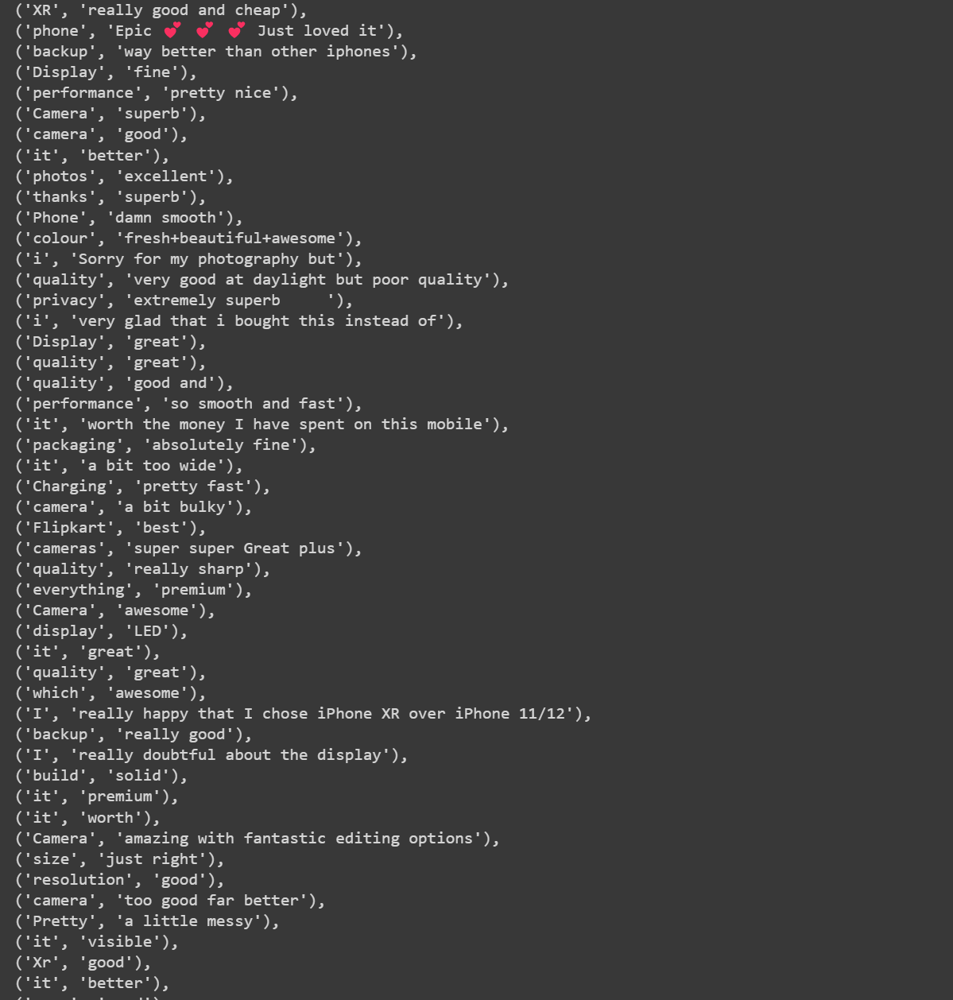 ('XR', 'really good and cheap'),
('phone', 'Epic 💕 💕 💕 Just loved it'),
('backup', 'way better than other iphones'),
('Display', 'fine'),
('performance', 'pretty nice'),
('Camera', 'superb'),
('camera', 'good'),
('it', 'better'),
('photos', 'excellent'),
('thanks', 'superb'),
('Phone', 'damn smooth'),
('colour', 'fresh+beautiful+awesome'),
('i', 'Sorry for my photography but'),
('quality', 'very good at daylight but poor quality'),
('privacy', 'extremely superb     '),
('i', 'very glad that i bought this instead of'),
('Display', 'great'),
('quality', 'great'),
('quality', 'good and'),
('performance', 'so smooth and fast'),
('it', 'worth the money I have spent on this mobile'),
('packaging', 'absolutely fine'),
('it', 'a bit too wide'),
('Charging', 'pretty fast'),
('camera', 'a bit bulky'),
('Flipkart', 'best'),
('cameras', 'super super Great plus'),
('quality', 'really sharp'),
('everything', 'premium'),
('Camera', 'awesome'),
('display', 'LED'),
('it', 'great'),
('quality', 'great'),
('which', 'awesome'),
('I', 'really happy that I chose iPhone XR over iPhone 11/12'),
('backup', 'really good'),
('I', 'really doubtful about the display'),
('build', 'solid'),
('it', 'premium'),
('it', 'worth'),
('Camera', 'amazing with fantastic editing options'),
('size', 'just right'),
('resolution', 'good'),
('camera', 'too good far better'),
('Pretty', 'a little messy'),
('it', 'visible'),
('Xr', 'good'),
('it', 'better'),